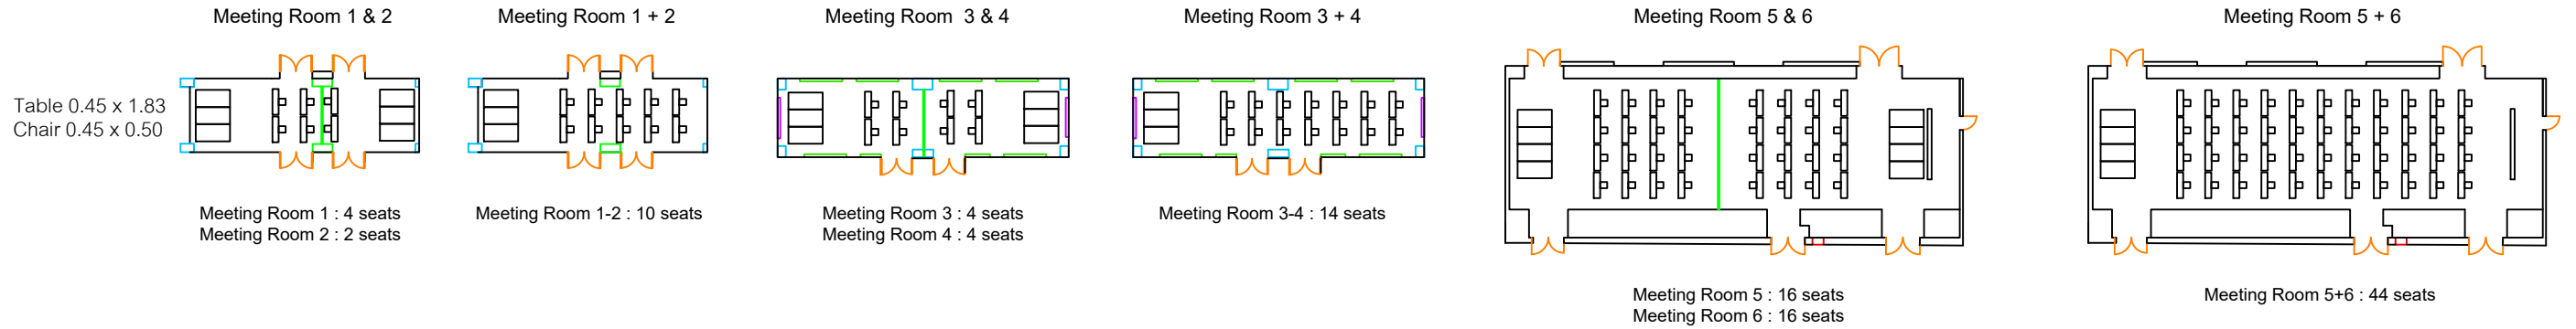 Meeting Room 1 & 2
Meeting Room 1 + 2
Meeting Room  3 & 4
Meeting Room 3 + 4
Meeting Room 5 & 6
Meeting Room 5 + 6
Table 0.45 x 1.83
Chair 0.45 x 0.50
Meeting Room 1 : 4 seats
Meeting Room 2 : 2 seats
Meeting Room 1-2 : 10 seats
Meeting Room 3 : 4 seats
Meeting Room 4 : 4 seats
Meeting Room 3-4 : 14 seats
Meeting Room 5 : 16 seats
Meeting Room 6 : 16 seats
Meeting Room 5+6 : 44 seats